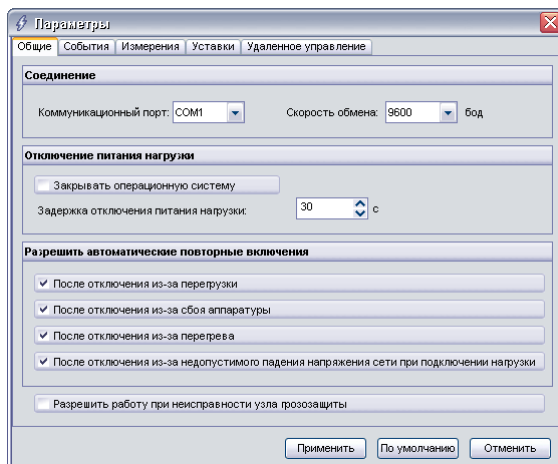 Параметры
Общие События Измерения Уставки Удаленное управление
Соединение
Коммуникационный порт: COM1 Скорость обмена: 9600 бод
Отключение питания нагрузки
Закрывать операционную систему
Задержка отключения питания нагрузки: 30 с
Разрешить автоматические повторные включения
После отключения из-за перегрузки
После отключения из-за сбоя аппаратуры
После отключения из-за перегрева
После отключения из-за недопустимого падения напряжения сети при подключении нагрузки
Разрешить работу при неисправности узла грозозащиты
Применить По умолчанию Отменить